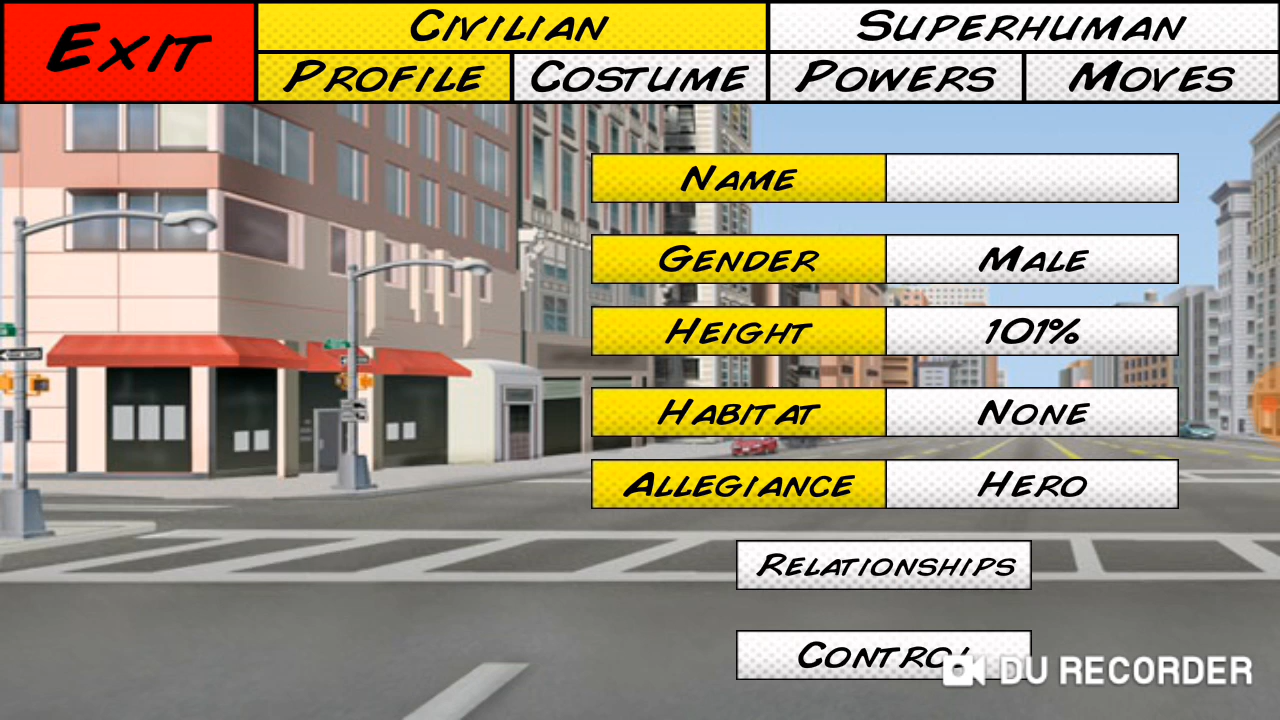 EXIT
CIVILIAN
SUPERHUMAN
PROFILE
COSTUME
POWERS
MOVES
NAME
GENDER MALE
HEIGHT 101%
HABITAT NONE
ALLEGIANCE HERO
RELATIONSHIPS
CONTROL
DU RECORDER